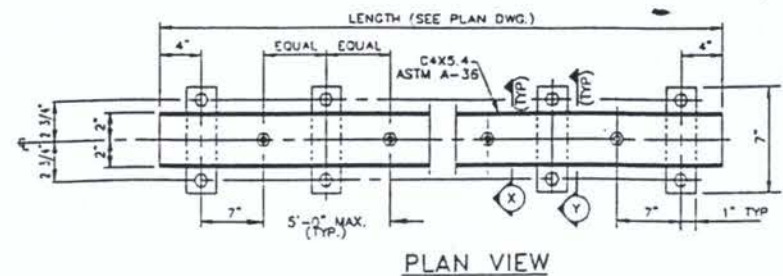 LENGTH (SEE PLAN DWG.)
4"
EQUAL
EQUAL
C4X5.4
ASTM A-36
(TYP)
(TYP)
4"
2 3/4"
2 3/4"
2"
2"
7"
X
Y
7"
5'-0" MAX.
(TYP.)
7"
1" TYP
PLAN VIEW